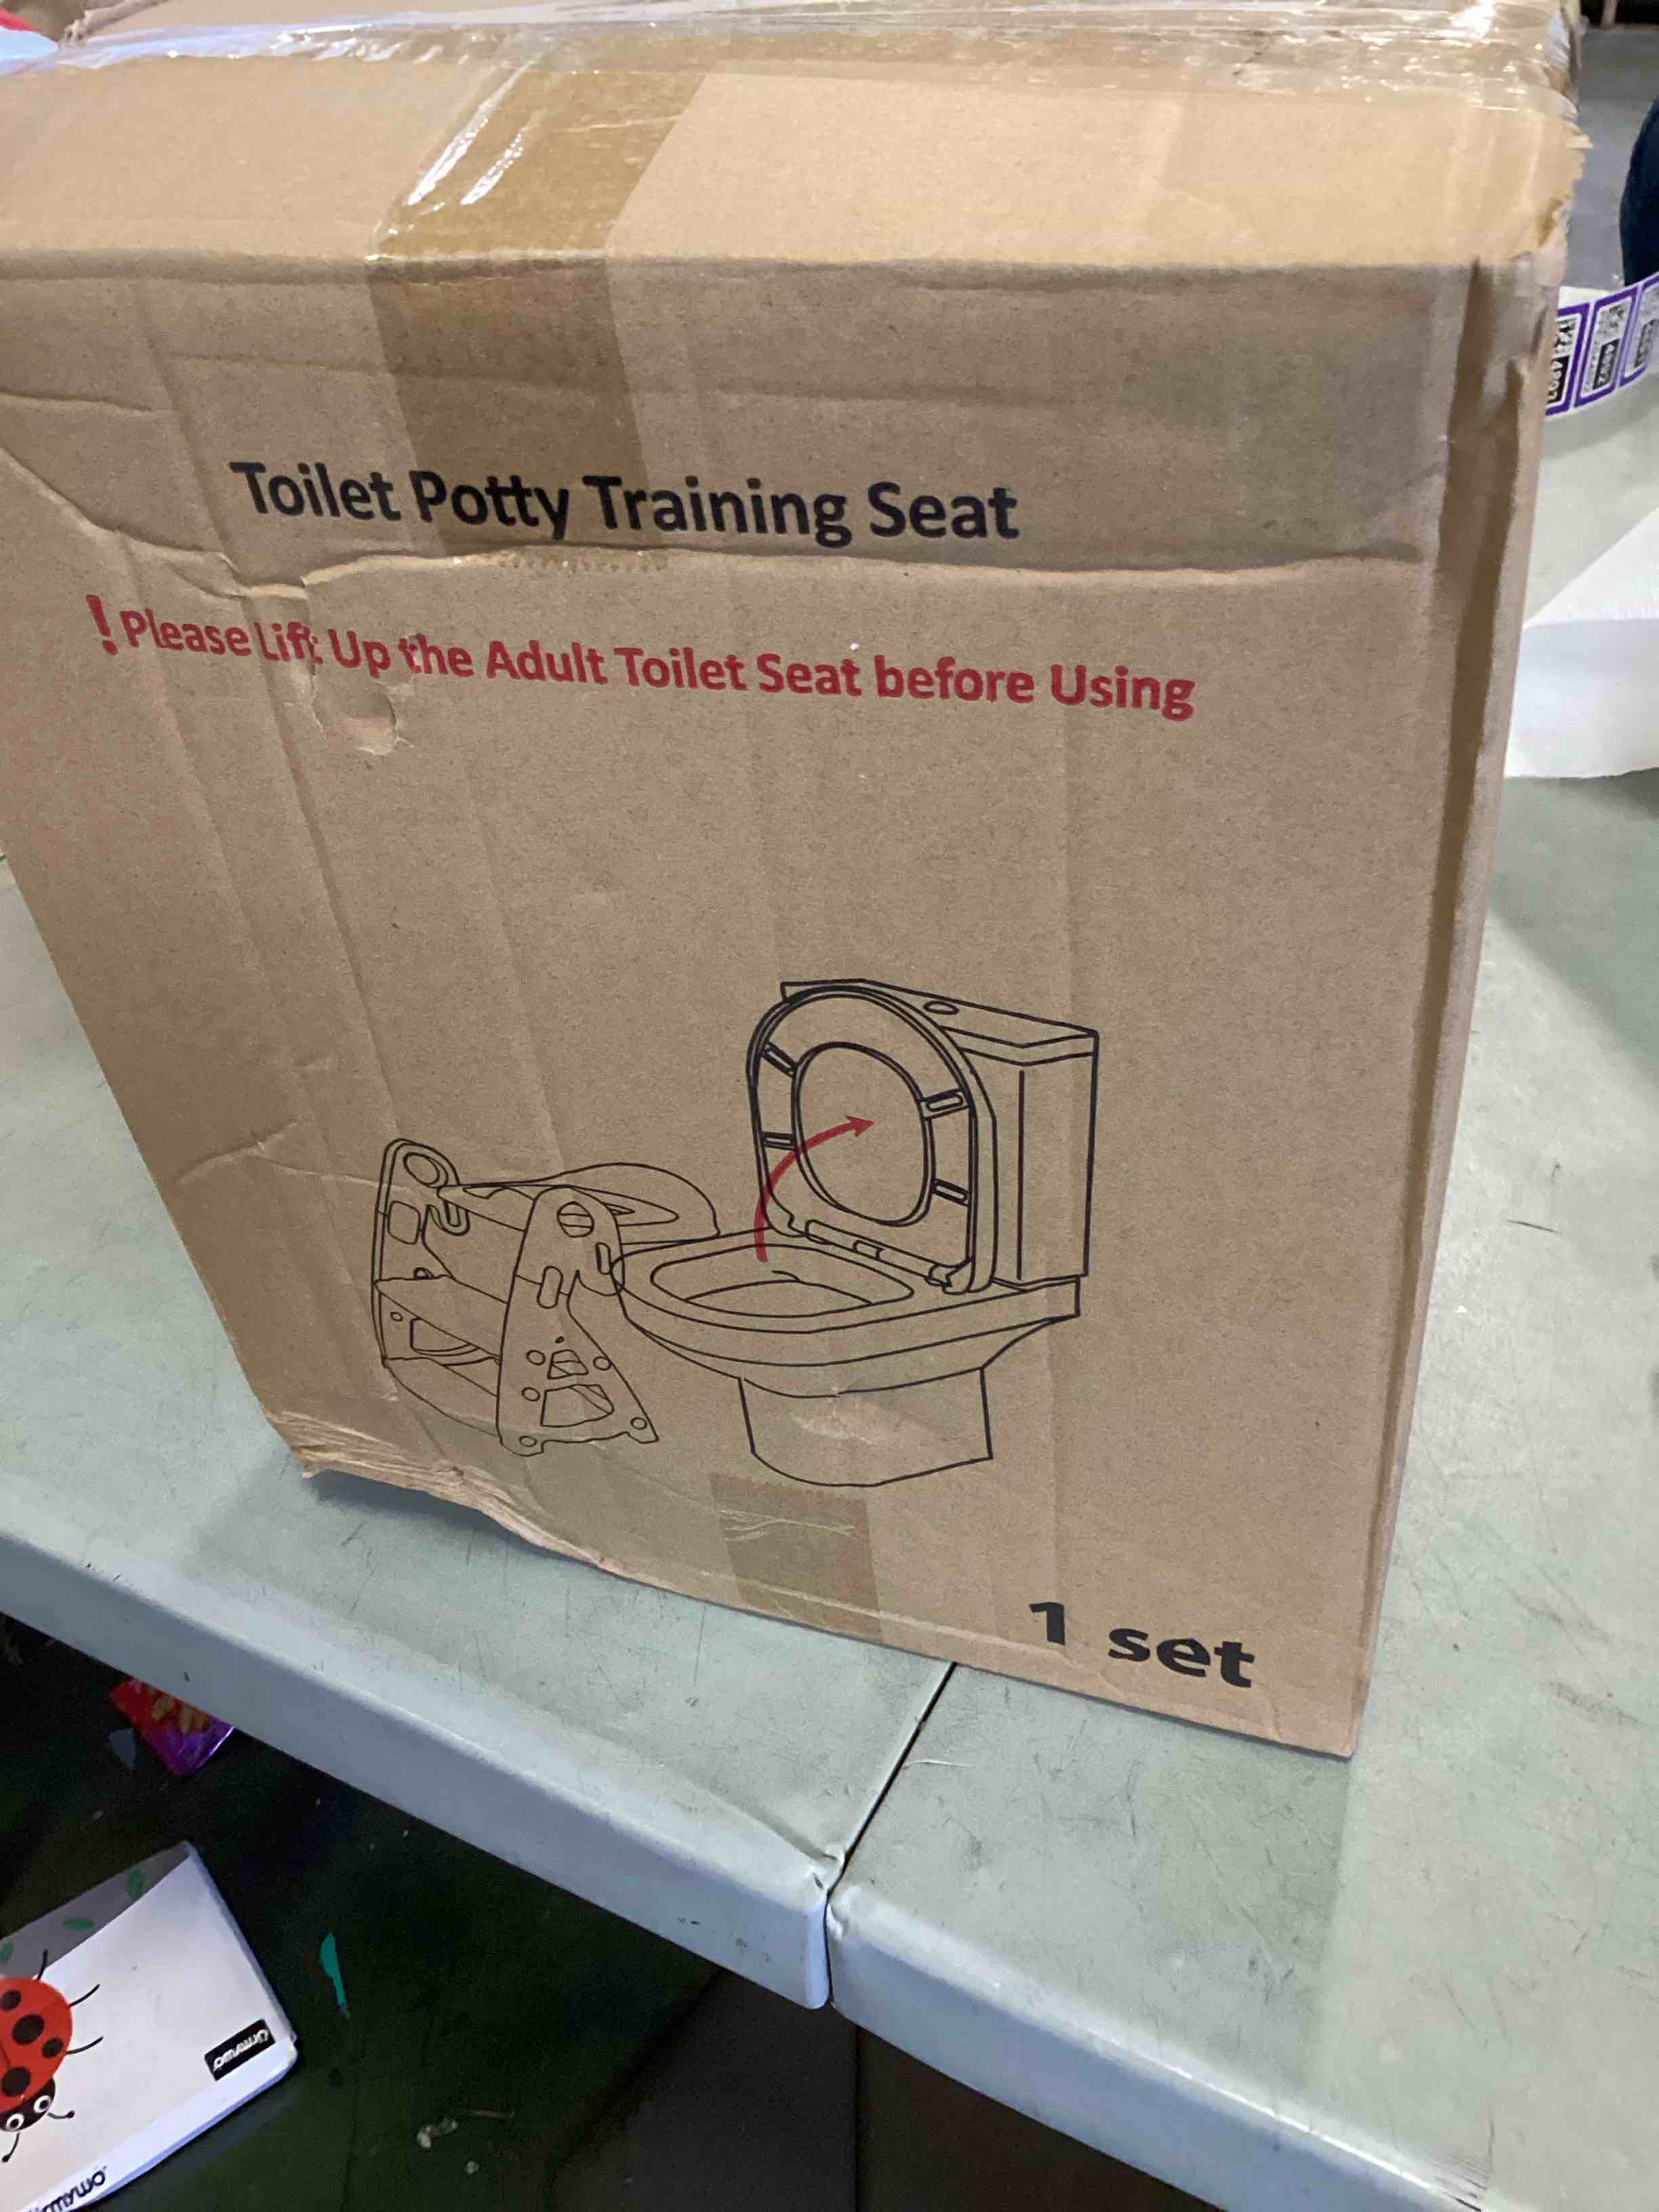 Toilet Potty Training Seat
! Please Lift Up the Adult Toilet Seat before Using
1 set